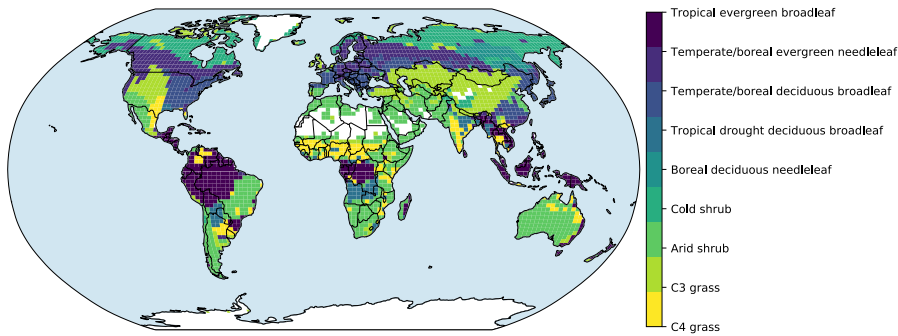 Tropical evergreen broadleaf
Temperate/boreal evergreen needleleaf
Temperate/boreal deciduous broadleaf
Tropical drought deciduous broadleaf
Boreal deciduous needleleaf
Cold shrub
Arid shrub
C3 grass
C4 grass